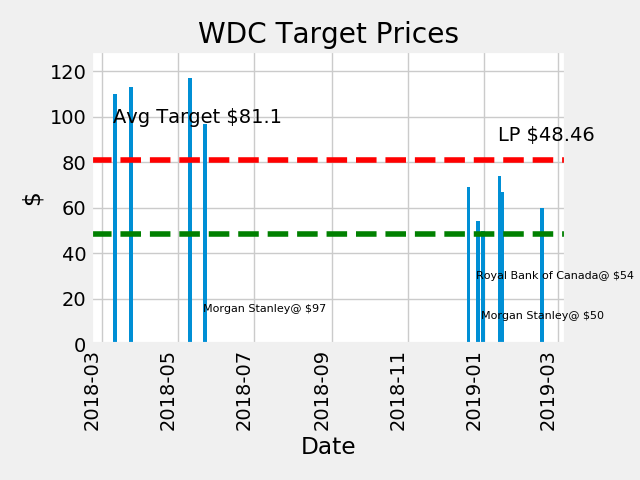 WDC Target Prices
120
100
80
60
40
20
0
$
Avg Target $81.1
LP $48.46
Royal Bank of Canada@ $54
Morgan Stanley@ $97
Morgan Stanley@ $50
2018-03
2018-05
2018-07
2018-09
2018-11
2019-01
2019-03
Date